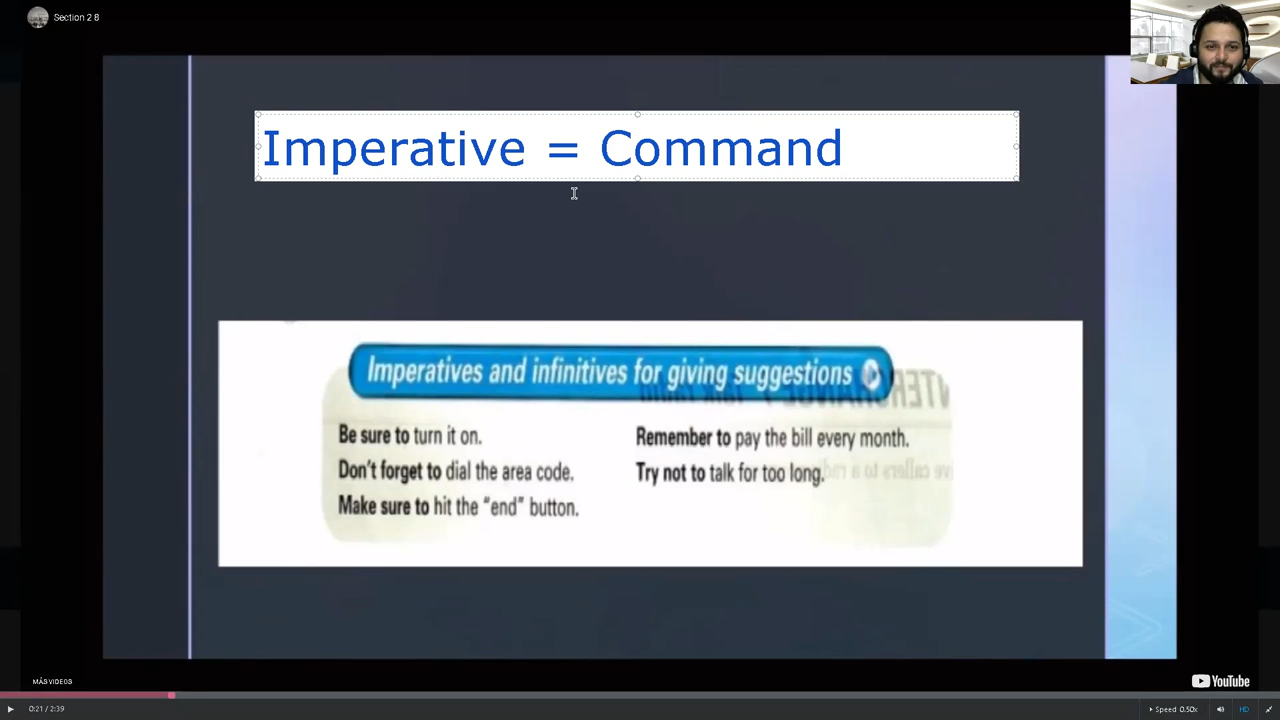 Section 2 8
Imperative = Command
Imperatives and infinitives for giving suggestions
Be sure to turn it on.
Don't forget to dial the area code.
Make sure to hit the “end” button.
Remember to pay the bill every month.
Try not to talk for too long.
MÁS VIDEOS
YouTube
0:21 / 2:39
Speed 0.50x
HD